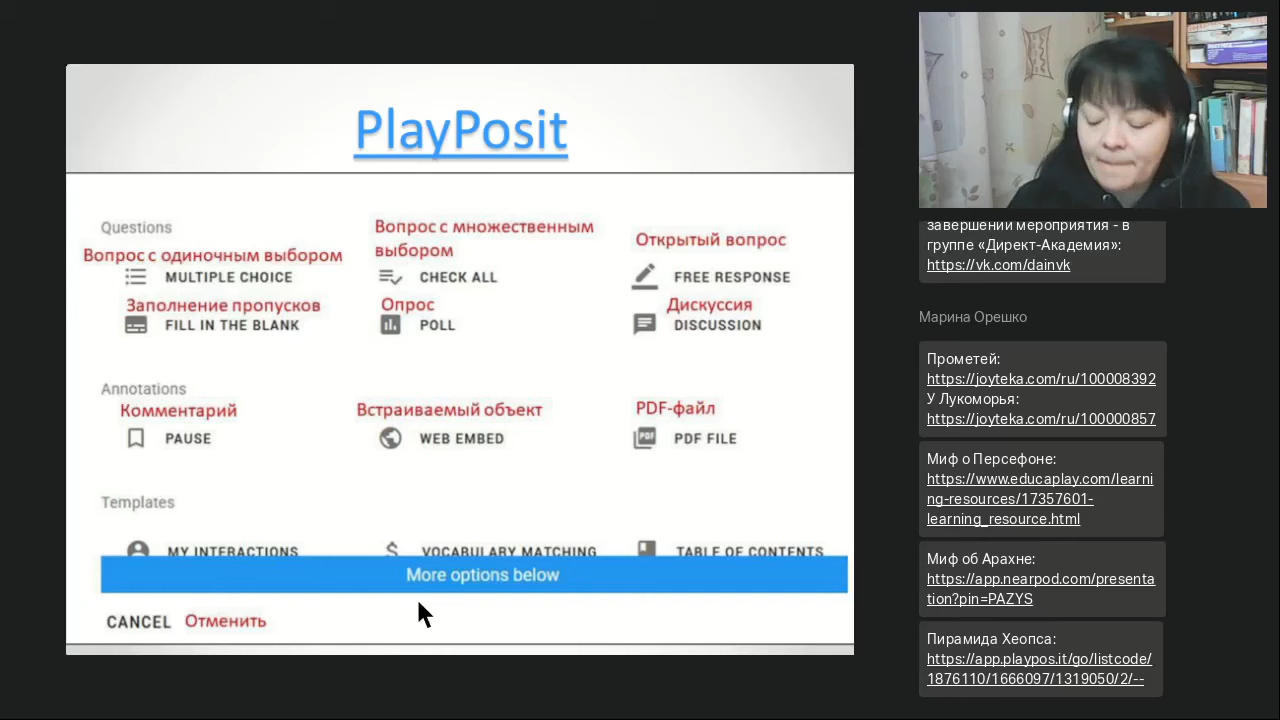 PlayPosit
Questions
Вопрос с одиночным выбором
MULTIPLE CHOICE
Вопрос с множественным
выбором
CHECK ALL
Открытый вопрос
FREE RESPONSE
Заполнение пропусков
FILL IN THE BLANK
Опрос
POLL
Дискуссия
DISCUSSION
Annotations
Комментарий
PAUSE
Встраиваемый объект
WEB EMBED
PDF-файл
PDF FILE
Templates
MY INTERACTIONS
VOCABULARY MATCHING
TABLE OF CONTENTS
More options below
CANCEL Отменить
завершении мероприятия - в
группе «Директ-Академия»:
https://vk.com/dainvk
Марина Орешко
Прометей:
https://joyteka.com/ru/100008392
У Лукоморья:
https://joyteka.com/ru/100000857
Миф о Персефоне:
https://www.educaplay.com/learni
ng-resources/17357601-
learning_resource.html
Миф об Арахне:
https://app.nearpod.com/presenta
tion?pin=PAZYS
Пирамида Хеопса:
https://app.playpos.it/go/listcode/
1876110/1666097/1319050/2/--